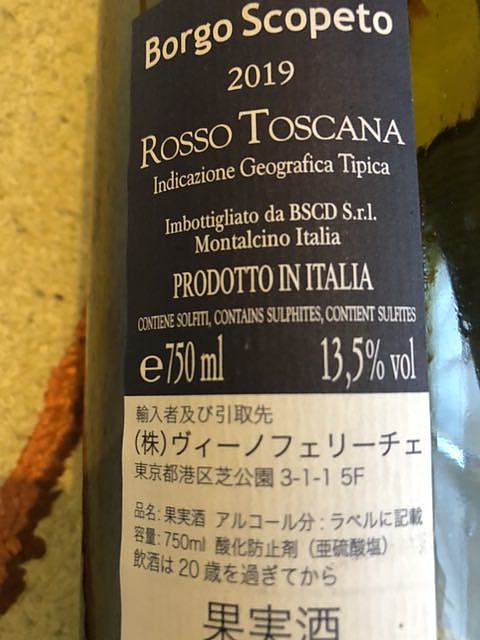 Borgo Scopeto
2019
ROSSO TOSCANA
Indicazione Geografica Tipica
Imbottigliato da BSCD S.r.l.
Montalcino Italia
PRODOTTO IN ITALIA
CONTIENE SOLFITI, CONTAINS SULPHITES, CONTIENT SULFITES
℮750 ml 13,5% vol
輸入者及び引取先
(株)ヴィーノフェリーチェ
東京都港区芝公園 3-1-1 5F
品名: 果実酒 アルコール分 : ラベルに記載
容量: 750ml 酸化防止剤 (亜硫酸塩)
飲酒は20歳を過ぎてから
果実酒